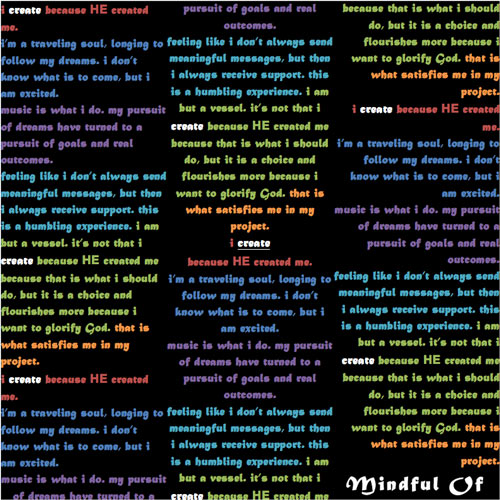 i create because HE created
me.
i'm a traveling soul, longing to
follow my dreams. i don't
know what is to come, but i
am excited.
music is what i do. my pursuit
of dreams have turned to a
pursuit of goals and real
outcomes.
feeling like i don't always send
meaningful messages, but then
i always receive support. this
is a humbling experience. i am
but a vessel. it's not that i
create because HE created me
because that is what i should
do, but it is a choice and
flourishes more because i
want to glorify God. that is
what satisfies me in my
project.
i create because HE created
me.
i'm a traveling soul, longing to
follow my dreams. i don't
know what is to come, but i
am excited.
music is what i do. my pursuit
of dreams have turned to a
pursuit of goals and real
outcomes.
feeling like i don't always send
meaningful messages, but then
i always receive support. this
is a humbling experience. i am
but a vessel. it's not that i
create because HE created me
because that is what i should
do, but it is a choice and
flourishes more because i
want to glorify God. that is
what satisfies me in my
project.
i create
because HE created me.
i'm a traveling soul, longing to
follow my dreams. i don't
know what is to come, but i
am excited.
music is what i do. my pursuit
of dreams have turned to a
pursuit of goals and real
outcomes.
feeling like i don't always send
meaningful messages, but then
i always receive support. this
is a humbling experience. i am
but a vessel. it's not that i
create because HE created me
because that is what i should
do, but it is a choice and
flourishes more because i
want to glorify God. that is
what satisfies me in my
project.
i create because HE created
me.
i'm a traveling soul, longing to
follow my dreams. i don't
know what is to come, but i
am excited.
music is what i do. my pursuit
of dreams have turned to a
pursuit of goals and real
outcomes.
feeling like i don't always send
meaningful messages, but then
i always receive support. this
is a humbling experience. i am
but a vessel. it's not that i
create because HE created me
because that is what i should
do, but it is a choice and
flourishes more because i
want to glorify God. that is
what satisfies me in my
project.
Mindful Of